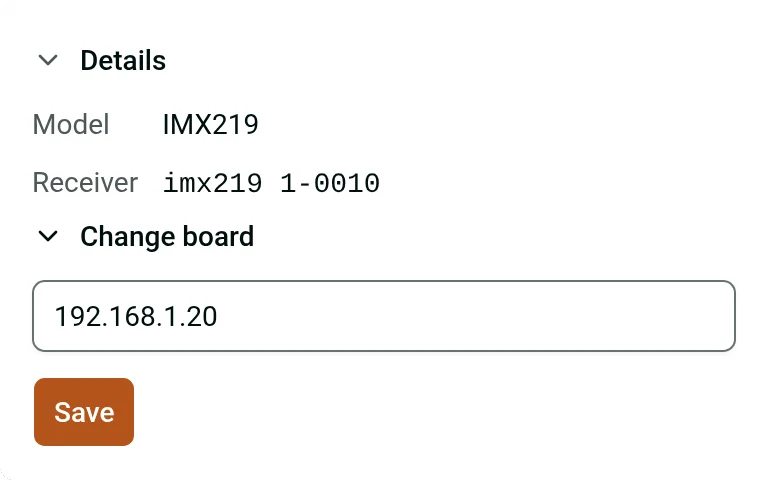 Details
Model IMX219
Receiver imx219 1-0010
Change board
192.168.1.20
Save